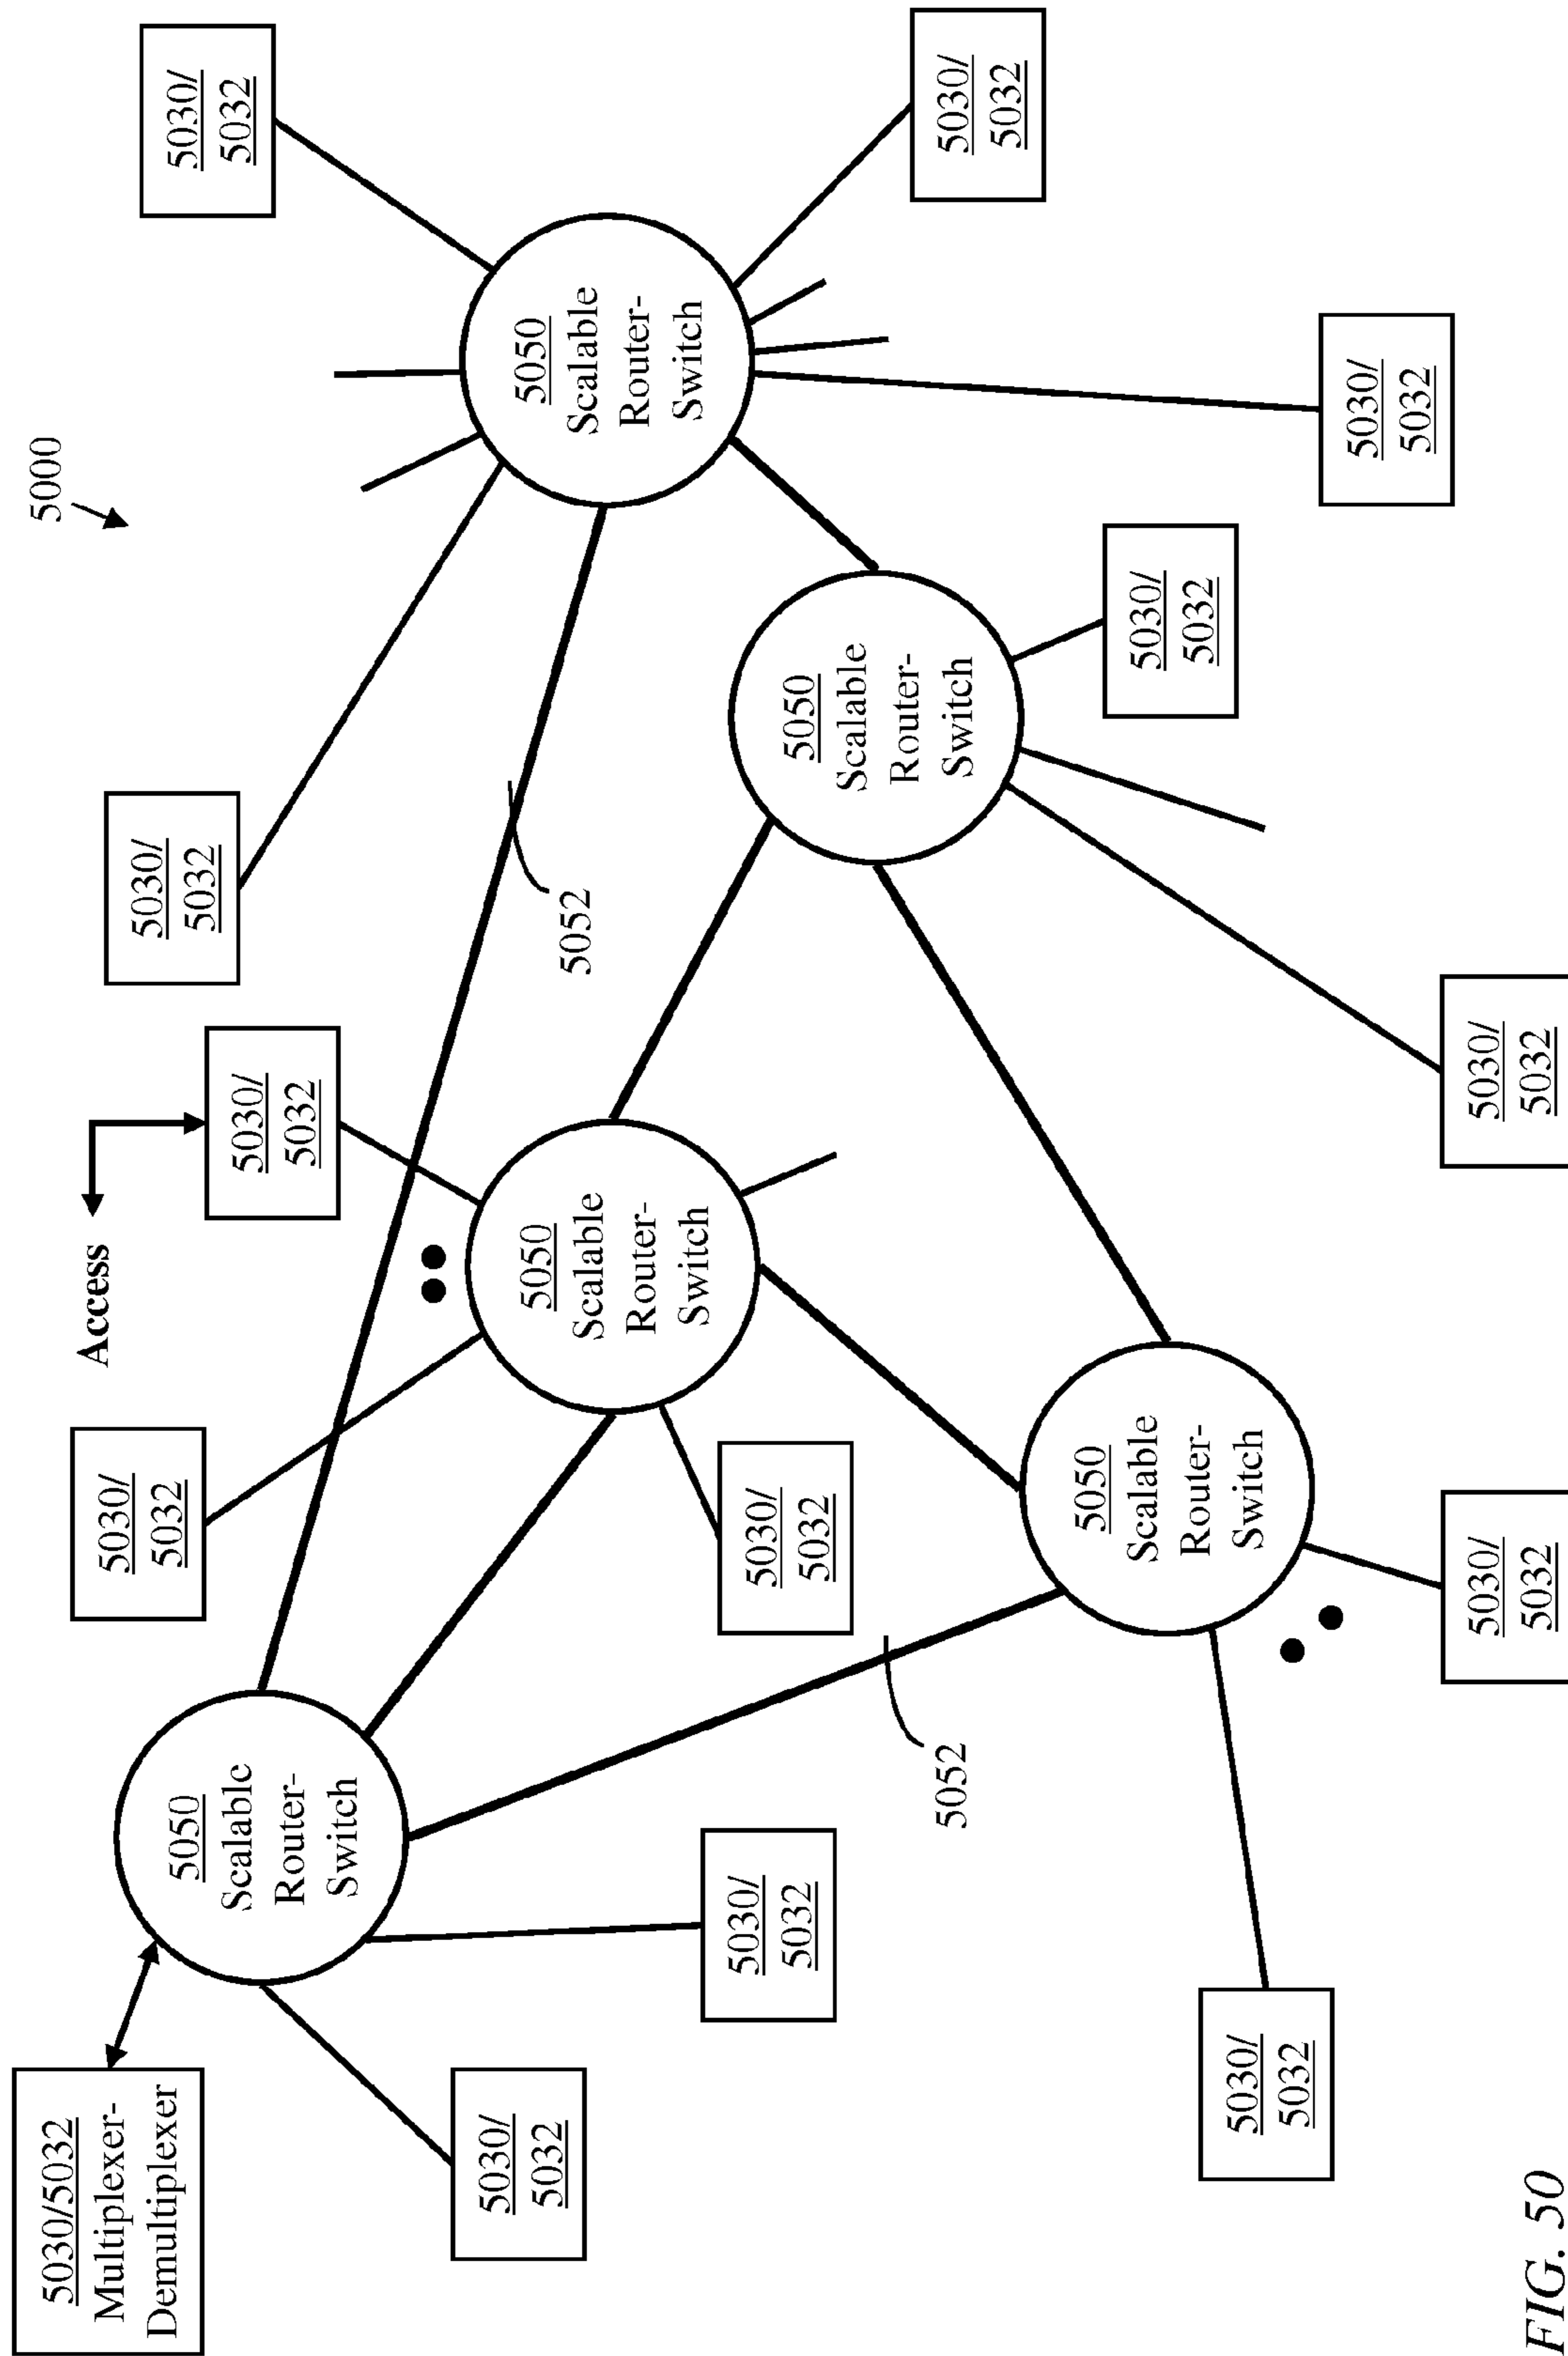 5030/5032
Multiplexer-
Demultiplexer
5000
Access
5030/
5032
5030/
5032
5030/
5032
5050
Scalable
Router-
Switch
5030/
5032
5030/
5032
5050
Scalable
Router-
Switch
5050
Scalable
Router-
Switch
5052
5030/
5032
5030/
5032
5050
Scalable
Router-
Switch
5052
5030/
5032
5050
Scalable
Router-
Switch
5030/
5032
5030/
5032
5030/
5032
5030/
5032
5030/
5032
FIG. 50